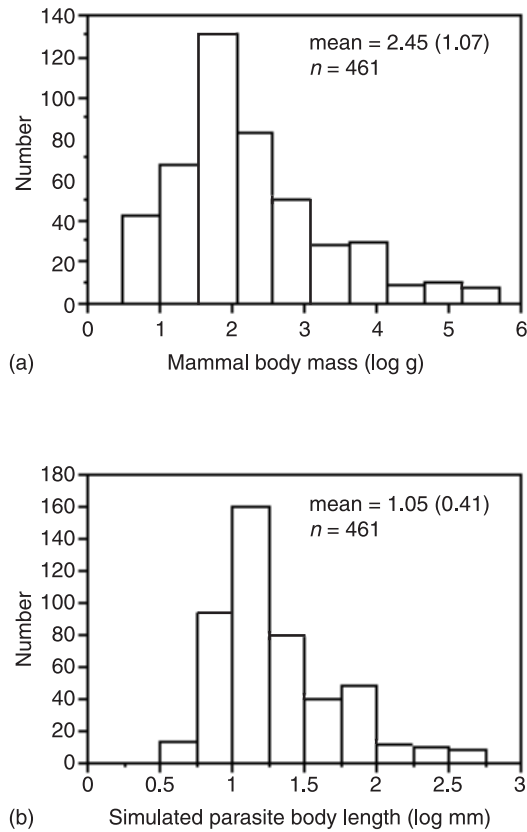 140
120
100
80
60
40
20
0
Number
mean = 2.45 (1.07)
n = 461
0 1 2 3 4 5 6
(a) Mammal body mass (log g)
180
160
140
120
100
80
60
40
20
0
Number
mean = 1.05 (0.41)
n = 461
0 0.5 1 1.5 2 2.5 3
(b) Simulated parasite body length (log mm)